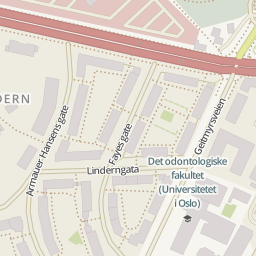 DERN
Armauer Hansens gate
Fayes gate
Geitmyrsveien
Linderngata
Det odontologiske
fakultet
(Universitetet
i Oslo)